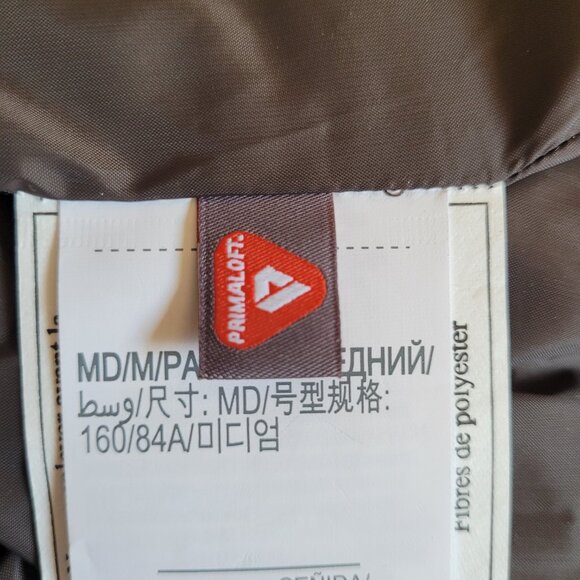 PRIMALOFT.
MD/M/PA ЕДНИЙ/
وسط/尺寸: MD/号型规格:
160/84A/미디엄
Fibres de polyester